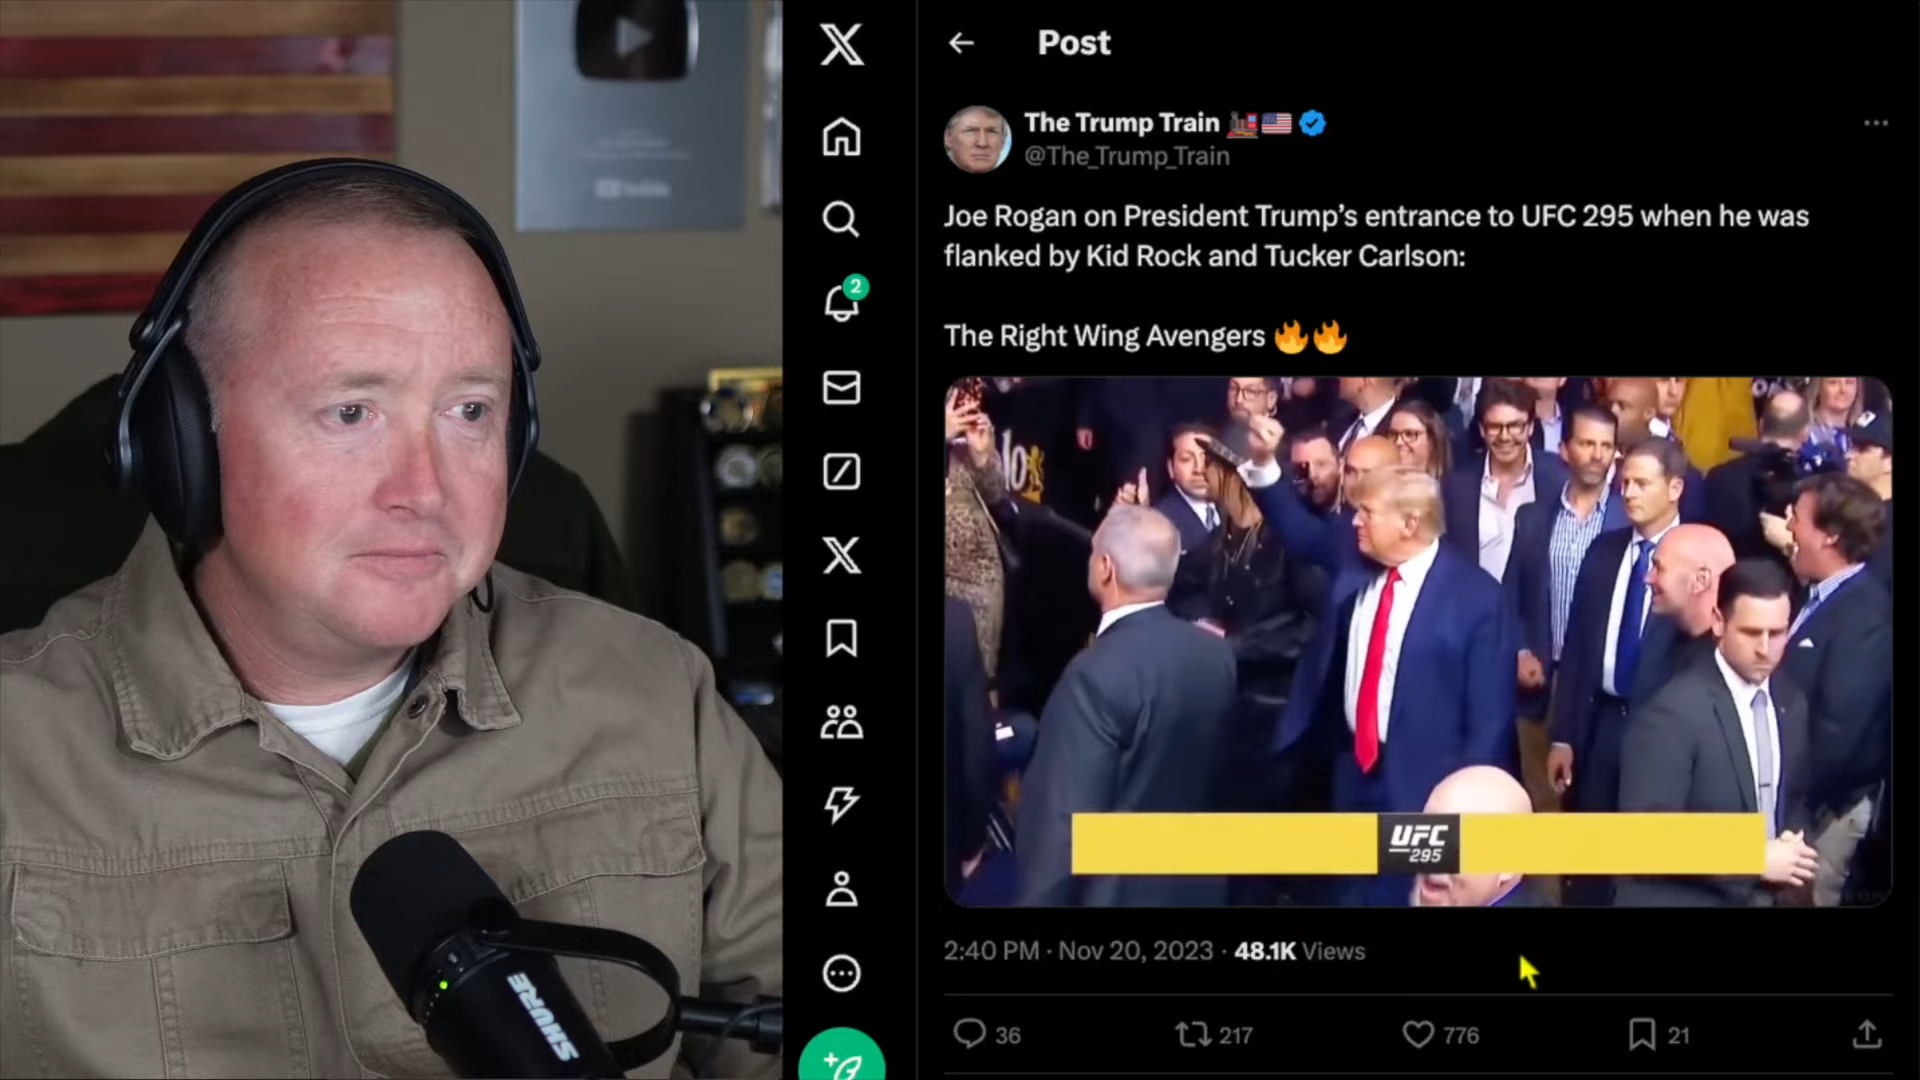 Post
The Trump Train
@The_Trump_Train
Joe Rogan on President Trump's entrance to UFC 295 when he was
flanked by Kid Rock and Tucker Carlson:
The Right Wing Avengers
UFC
295
2:40 PM · Nov 20, 2023 · 48.1K Views
36
217
776
21
2
SHURE